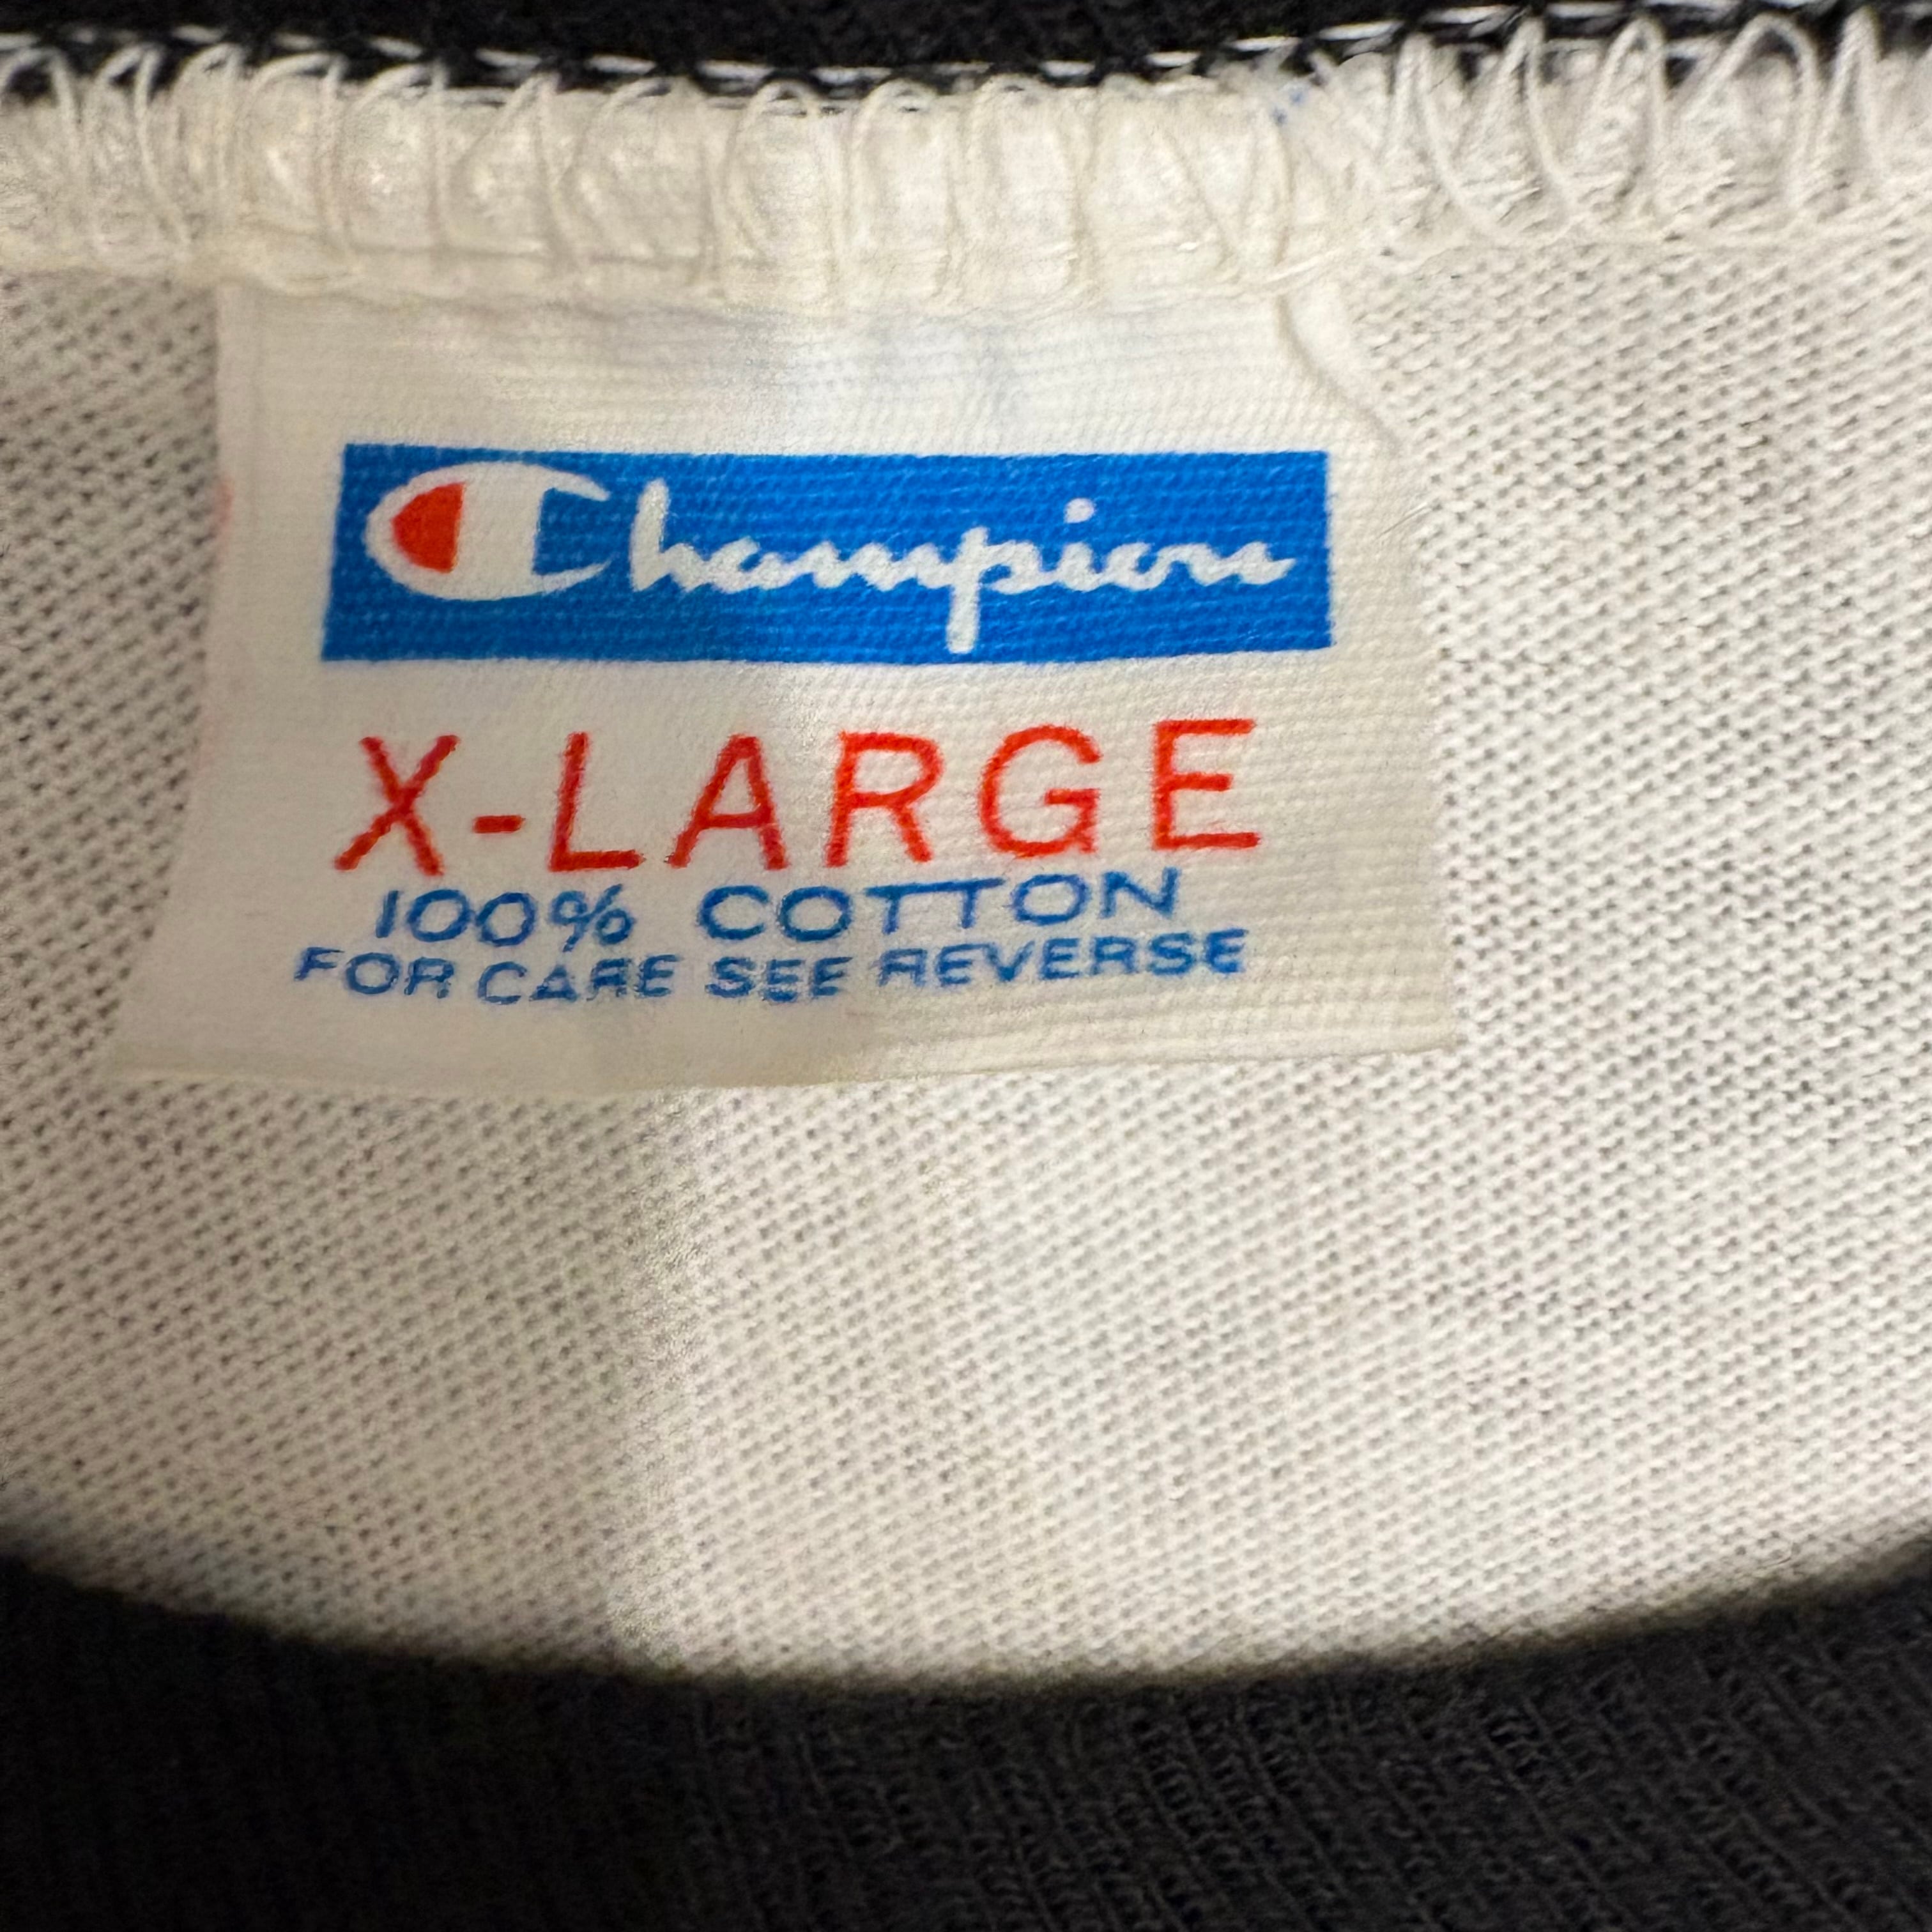 Champion
X-LARGE
100% COTTON
FOR CARE SEE REVERSE